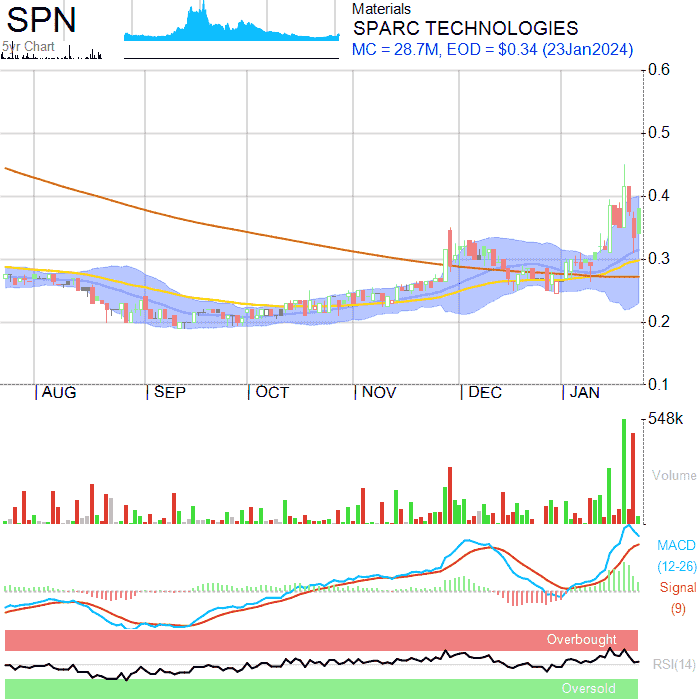 SPN
5yr Chart
Materials
SPARC TECHNOLOGIES
MC = 28.7M, EOD = $0.34 (23Jan2024)
0.6
0.5
0.4
0.3
0.2
0.1
AUG SEP OCT NOV DEC JAN
548k
Volume
MACD
(12-26)
Signal
(9)
Overbought
RSI(14)
Oversold